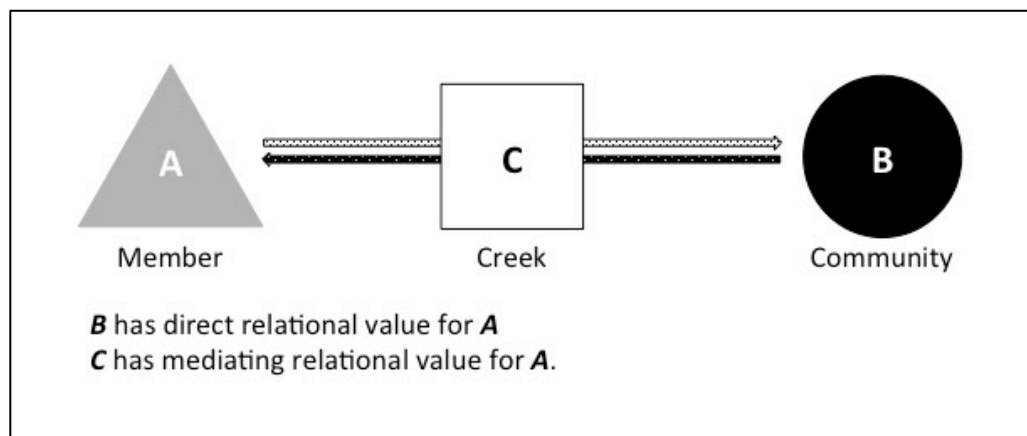 A
C
B
Member
Creek
Community
B has direct relational value for A
C has mediating relational value for A.